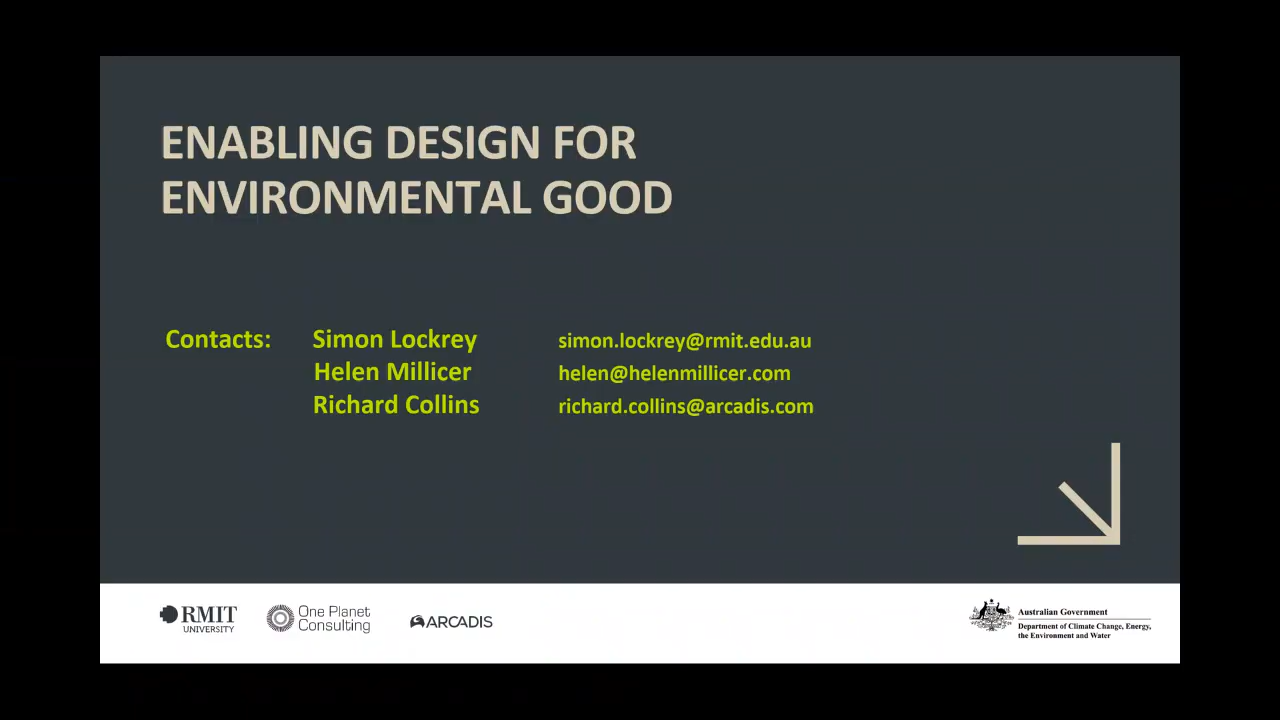 ENABLING DESIGN FOR
ENVIRONMENTAL GOOD
Contacts: Simon Lockrey simon.lockrey@rmit.edu.au
Helen Millicer helen@helenmillicer.com
Richard Collins richard.collins@arcadis.com
RMIT
UNIVERSITY
One Planet
Consulting
ARCADIS
Australian Government
Department of Climate Change, Energy,
the Environment and Water